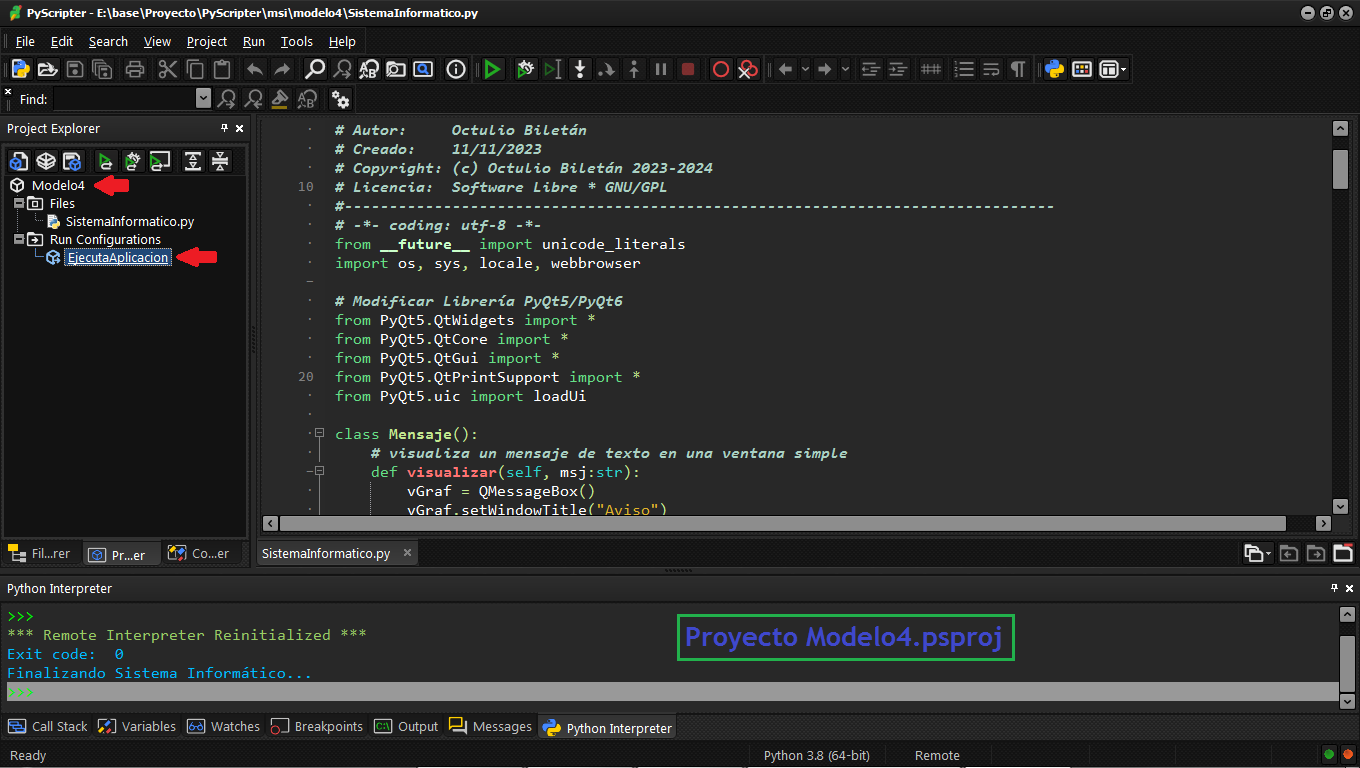 PyScripter - E:\base\Proyecto\PyScripter\msi\modelo4\SistemaInformatico.py
File Edit Search View Project Run Tools Help
Find:
Project Explorer
Modelo4
Files
SistemaInformatico.py
Run Configurations
EjecutaAplicacion
Fil...rer Pr...er Co...er
# Autor:     Octulio Biletán
# Creado:    11/11/2023
# Copyright: (c) Octulio Biletán 2023-2024
10 # Licencia:  Software Libre * GNU/GPL
#-------------------------------------------------------------------------------
# -*- coding: utf-8 -*-
from __future__ import unicode_literals
import os, sys, locale, webbrowser
# Modificar Librería PyQt5/PyQt6
from PyQt5.QtWidgets import *
from PyQt5.QtCore import *
from PyQt5.QtGui import *
20 from PyQt5.QtPrintSupport import *
from PyQt5.uic import loadUi
class Mensaje():
# visualiza un mensaje de texto en una ventana simple
def visualizar(self, msj:str):
vGraf = QMessageBox()
vGraf.setWindowTitle("Aviso")
SistemaInformatico.py
Python Interpreter
>>>
*** Remote Interpreter Reinitialized ***
Exit code:  0
Finalizando Sistema Informático...
>>>
Proyecto Modelo4.psproj
Call Stack Variables Watches Breakpoints Output Messages Python Interpreter
Ready Python 3.8 (64-bit) Remote